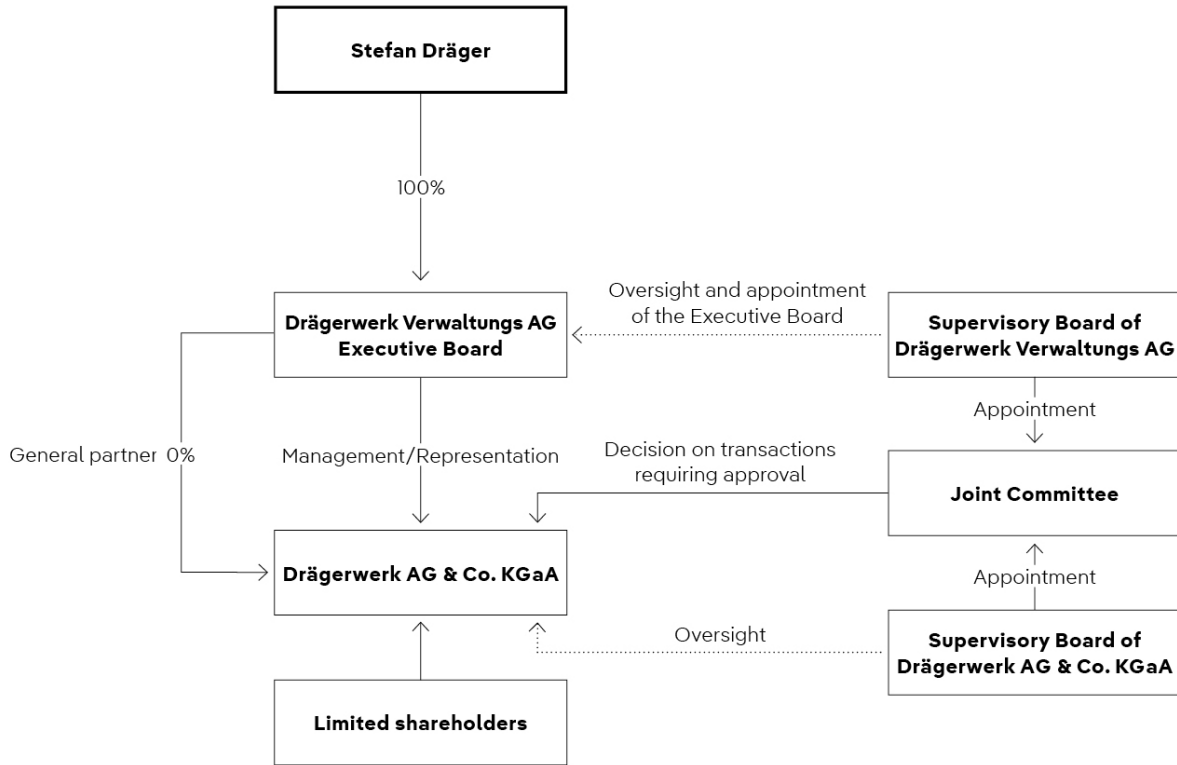 Stefan Dräger
100%
Drägerwerk Verwaltungs AG
Executive Board
Oversight and appointment
of the Executive Board
Supervisory Board of
Drägerwerk Verwaltungs AG
Appointment
General partner 0%
Management/Representation
Decision on transactions
requiring approval
Joint Committee
Drägerwerk AG & Co. KGaA
Appointment
Oversight
Supervisory Board of
Drägerwerk AG & Co. KGaA
Limited shareholders